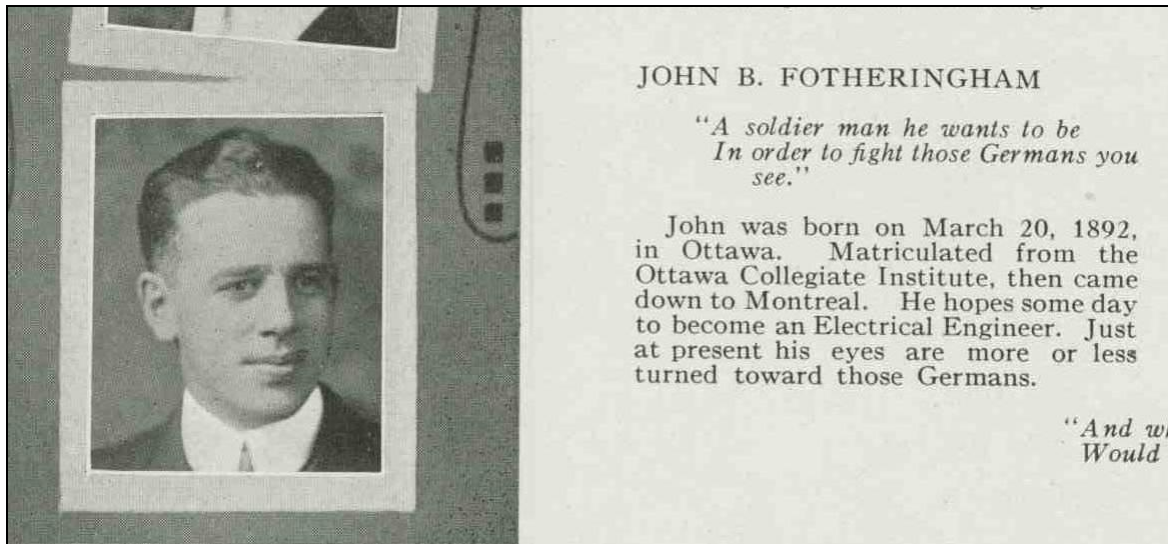 JOHN B. FOTHERINGHAM
"A soldier man he wants to be
In order to fight those Germans you
see."
John was born on March 20, 1892,
in Ottawa. Matriculated from the
Ottawa Collegiate Institute, then came
down to Montreal. He hopes some day
to become an Electrical Engineer. Just
at present his eyes are more or less
turned toward those Germans.
"And
Would